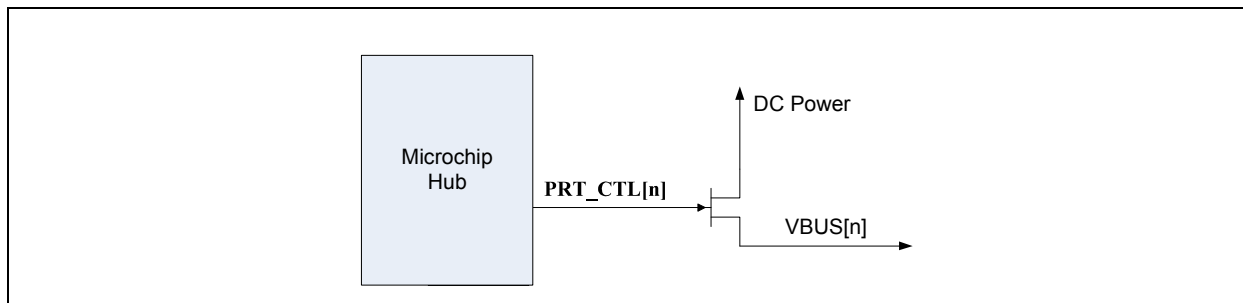 Microchip
Hub
PRT_CTL[n]
DC Power
VBUS[n]